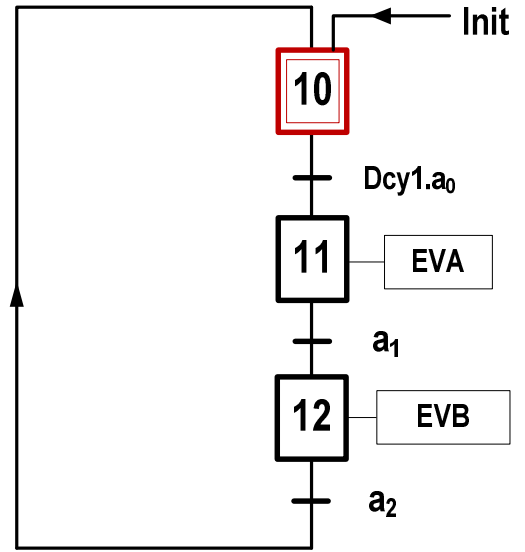 Init
10
Dcy1.a₀
11
EVA
a₁
12
EVB
a₂